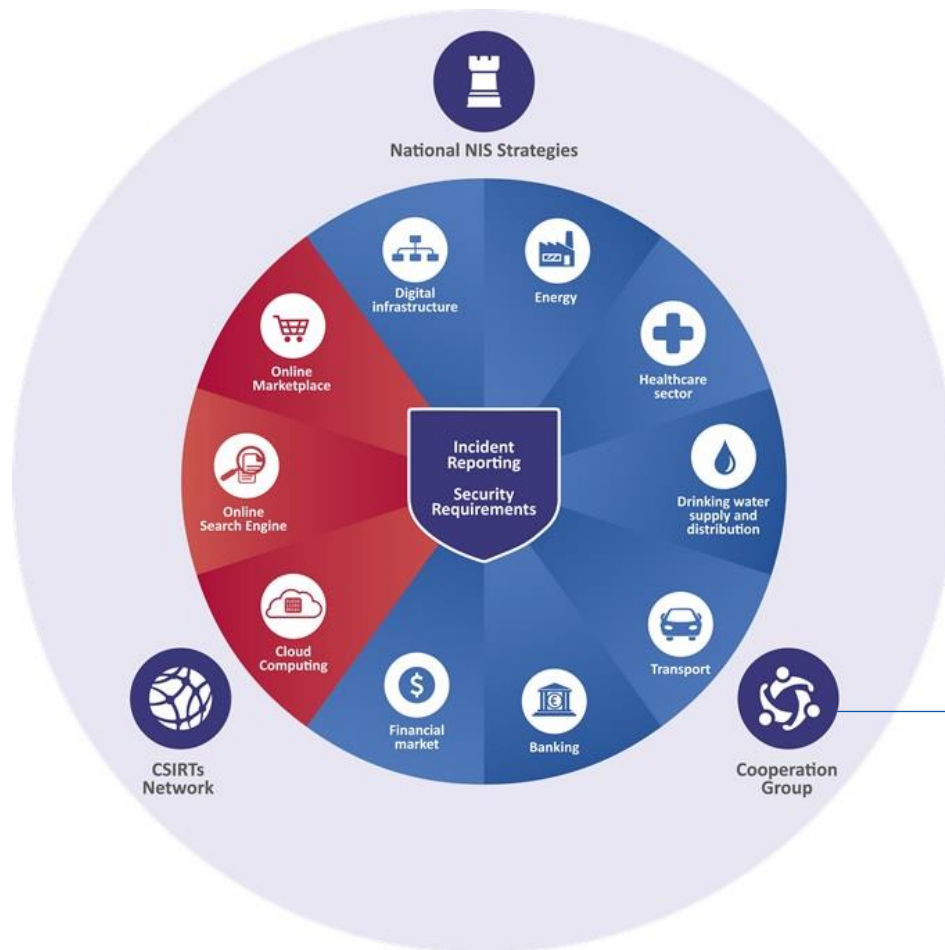 National NIS Strategies
Digital
infrastructure
Energy
Online
Marketplace
Healthcare
sector
Incident
Reporting
Security
Requirements
Online
Search Engine
Drinking water
supply and
distribution
Cloud
Computing
Transport
Financial
market
Banking
CSIRTs
Network
Cooperation
Group